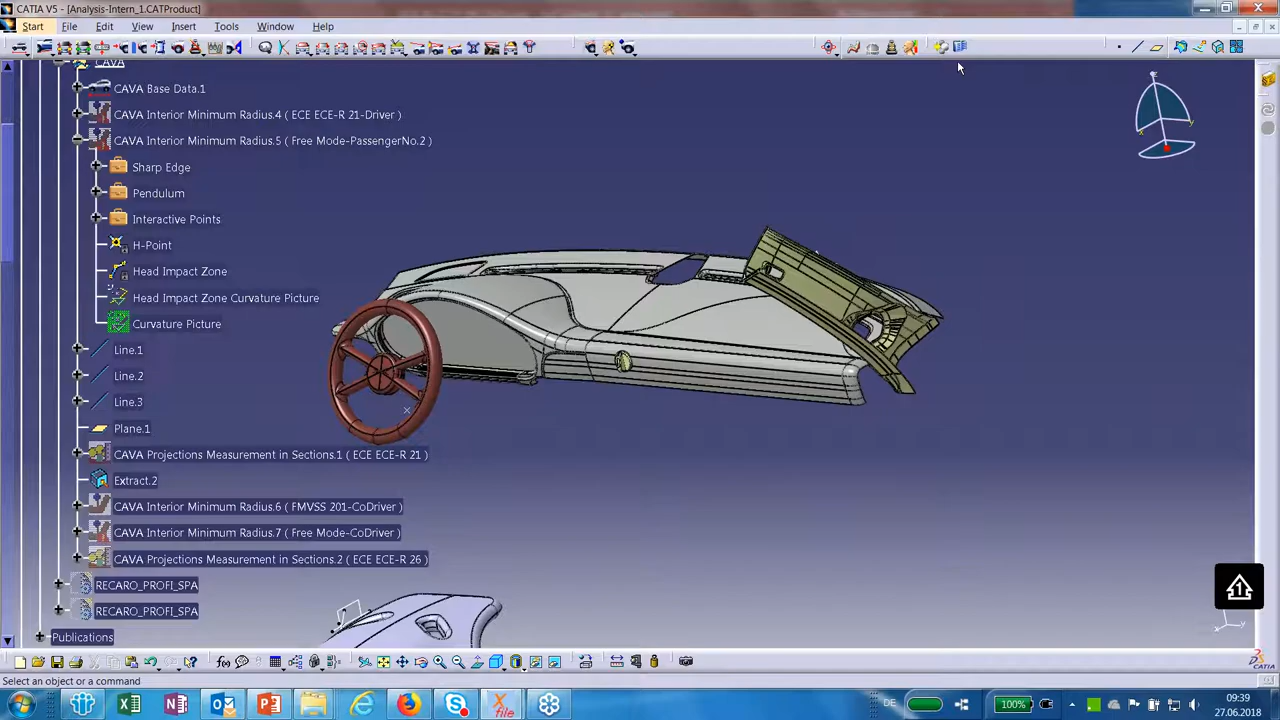 CATIA V5 - [Analysis-Intern_1.CATProduct]
Start File Edit View Insert Tools Window Help
CAVA
CAVA Base Data.1
CAVA Interior Minimum Radius.4 ( ECE ECE-R 21-Driver )
CAVA Interior Minimum Radius.5 ( Free Mode-PassengerNo.2 )
Sharp Edge
Pendulum
Interactive Points
H-Point
Head Impact Zone
Head Impact Zone Curvature Picture
Curvature Picture
Line.1
Line.2
Line.3
Plane.1
CAVA Projections Measurement in Sections.1 ( ECE ECE-R 21 )
Extract.2
CAVA Interior Minimum Radius.6 ( FMVSS 201-CoDriver )
CAVA Interior Minimum Radius.7 ( Free Mode-CoDriver )
CAVA Projections Measurement in Sections.2 ( ECE ECE-R 26 )
RECARO_PROFI_SPA
RECARO_PROFI_SPA
Publications
Select an object or a command
DE
100%
09:39
27.06.2018